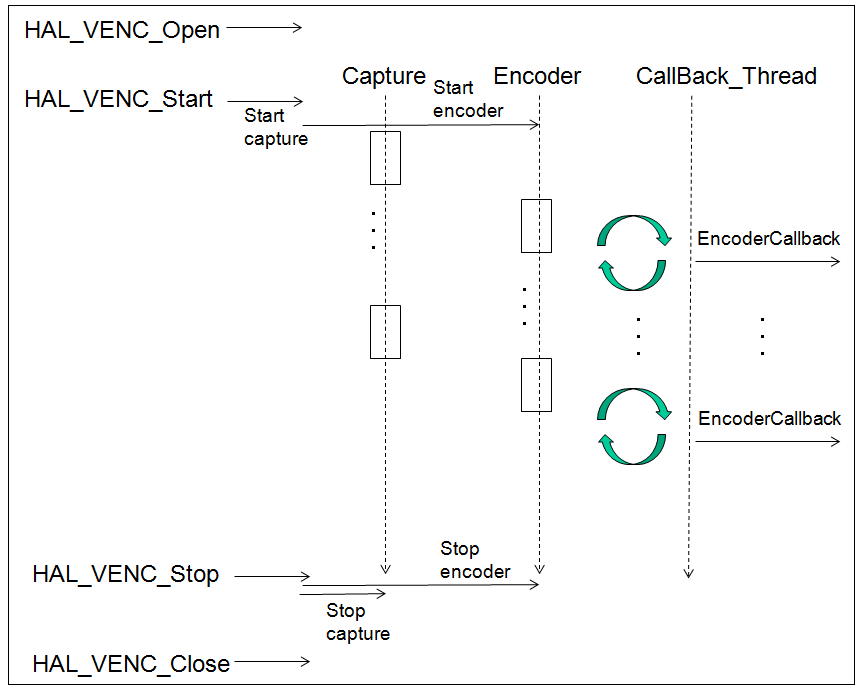 HAL_VENC_Open
Capture
Encoder
CallBack_Thread
HAL_VENC_Start
Start
encoder
Start
capture
EncoderCallback
EncoderCallback
HAL_VENC_Stop
Stop
encoder
Stop
capture
HAL_VENC_Close